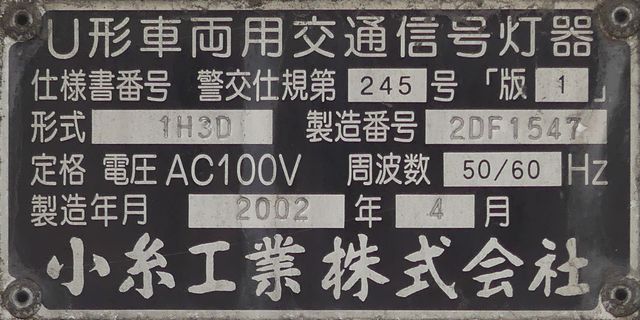 U形車両用交通信号灯器
仕様書番号 警交仕規第 245 号 「版 1 」
形式 1H3D 製造番号 2DF1547
定格 電圧 AC100V 周波数 50/60 Hz
製造年月 2002 年 4 月
小糸工業株式会社